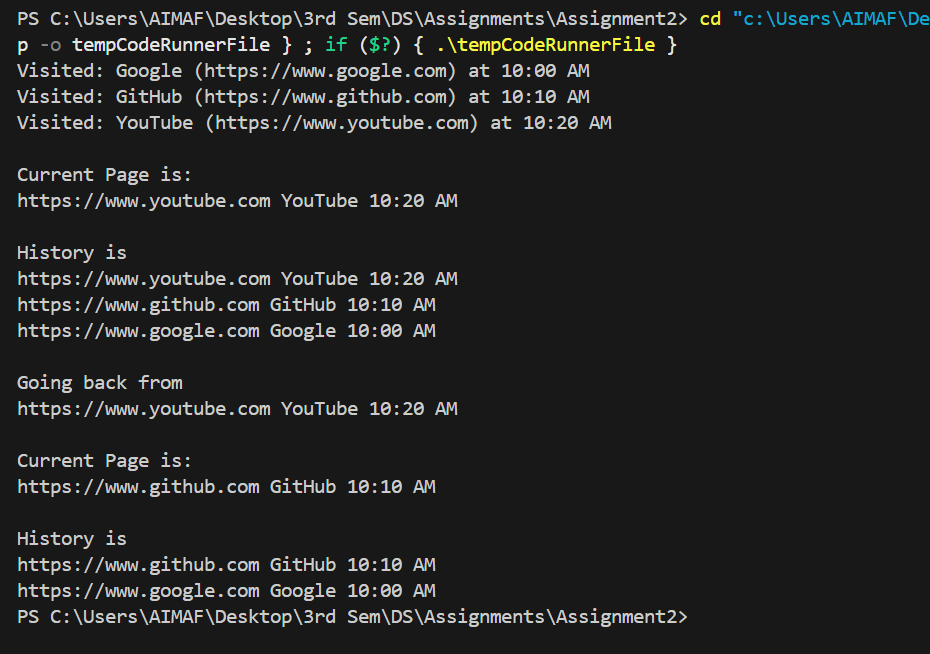 PS C:\Users\AIMAF\Desktop\3rd Sem\DS\Assignments\Assignment2> cd "c:\Users\AIMAF\De
p -o tempCodeRunnerFile } ; if ($?) { .\tempCodeRunnerFile }
Visited: Google (https://www.google.com) at 10:00 AM
Visited: GitHub (https://www.github.com) at 10:10 AM
Visited: YouTube (https://www.youtube.com) at 10:20 AM
Current Page is:
https://www.youtube.com YouTube 10:20 AM
History is
https://www.youtube.com YouTube 10:20 AM
https://www.github.com GitHub 10:10 AM
https://www.google.com Google 10:00 AM
Going back from
https://www.youtube.com YouTube 10:20 AM
Current Page is:
https://www.github.com GitHub 10:10 AM
History is
https://www.github.com GitHub 10:10 AM
https://www.google.com Google 10:00 AM
PS C:\Users\AIMAF\Desktop\3rd Sem\DS\Assignments\Assignment2>